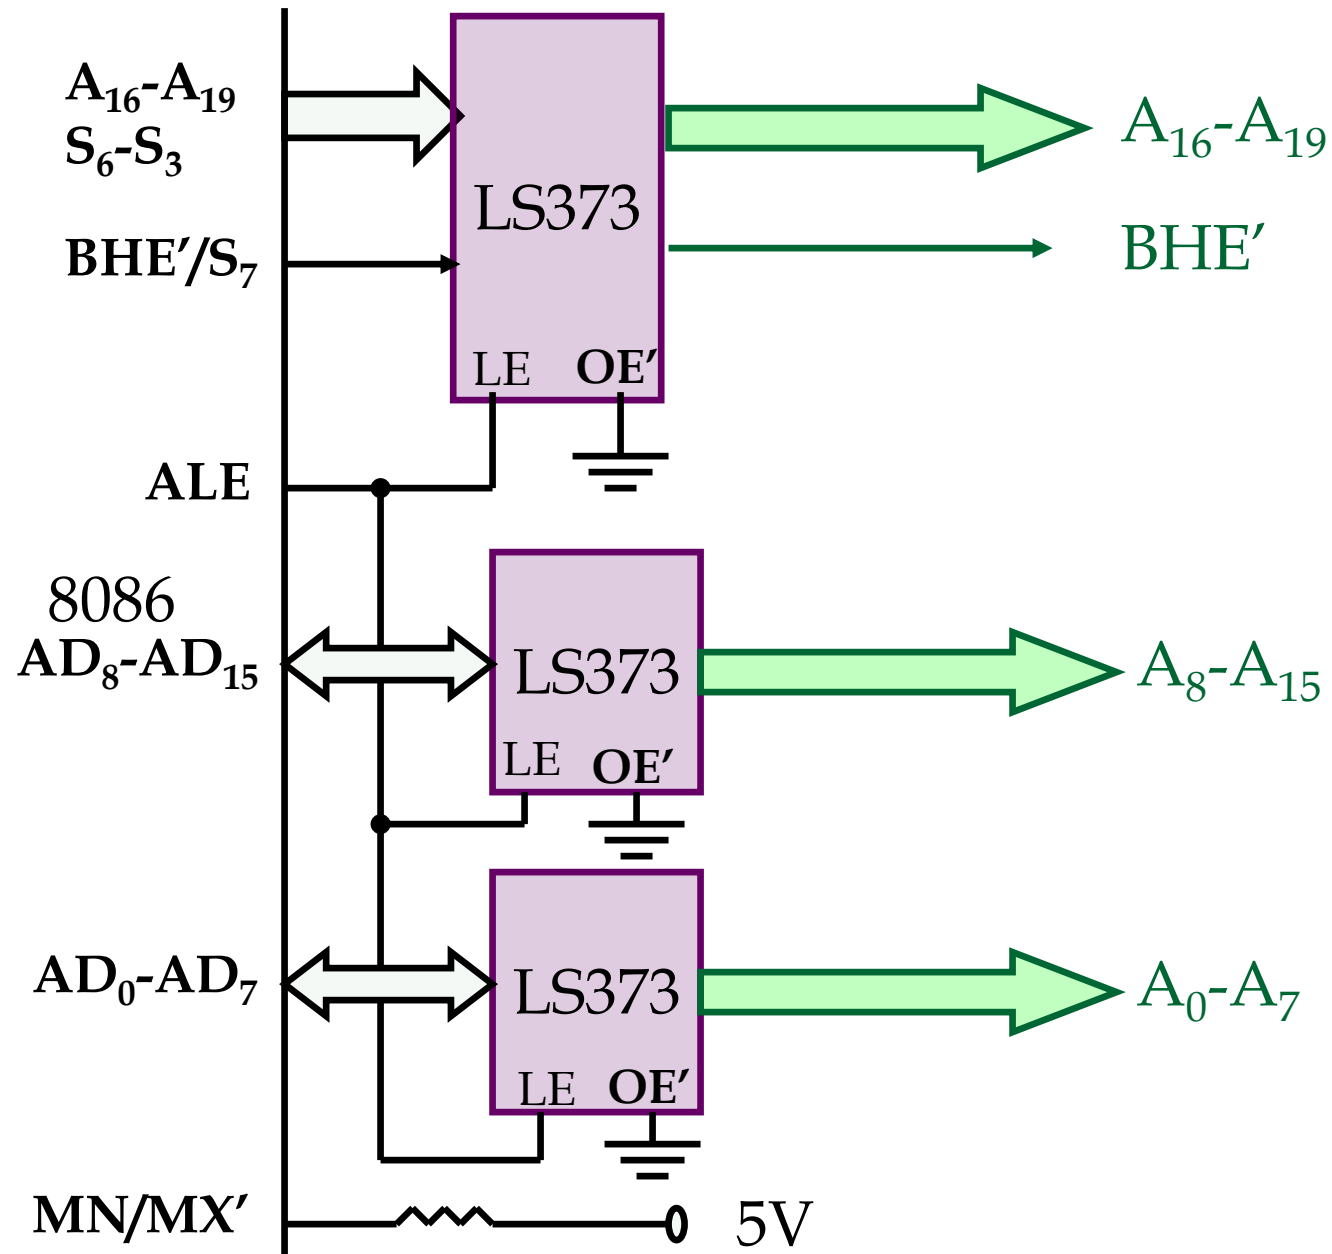 A₁₆-A₁₉
S₆-S₃
A₁₆-A₁₉
LS373
BHE′/S₇
BHE′
LE OE′
ALE
8086
AD₈-AD₁₅
LS373
A₈-A₁₅
LE OE′
AD₀-AD₇
LS373
A₀-A₇
LE OE′
MN/MX′
5V